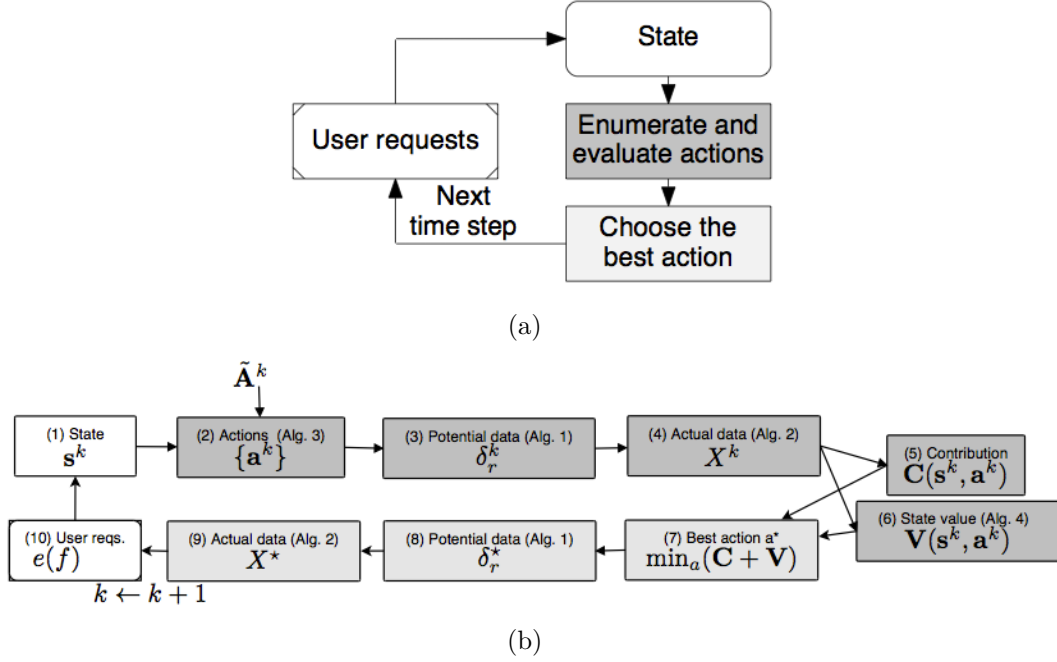 State
User requests
Enumerate and
evaluate actions
Next
time step
Choose the
best action
(a)
Ã^k
(1) State
s^k
(2) Actions (Alg. 3)
{a^k}
(3) Potential data (Alg. 1)
δ_r^k
(4) Actual data (Alg. 2)
X^k
(5) Contribution
C(s^k, a^k)
(6) State value (Alg. 4)
V(s^k, a^k)
(7) Best action a*
min_a(C + V)
(8) Potential data (Alg. 1)
δ_r^⋆
(9) Actual data (Alg. 2)
X^⋆
(10) User reqs.
e(f)
k ← k + 1
(b)